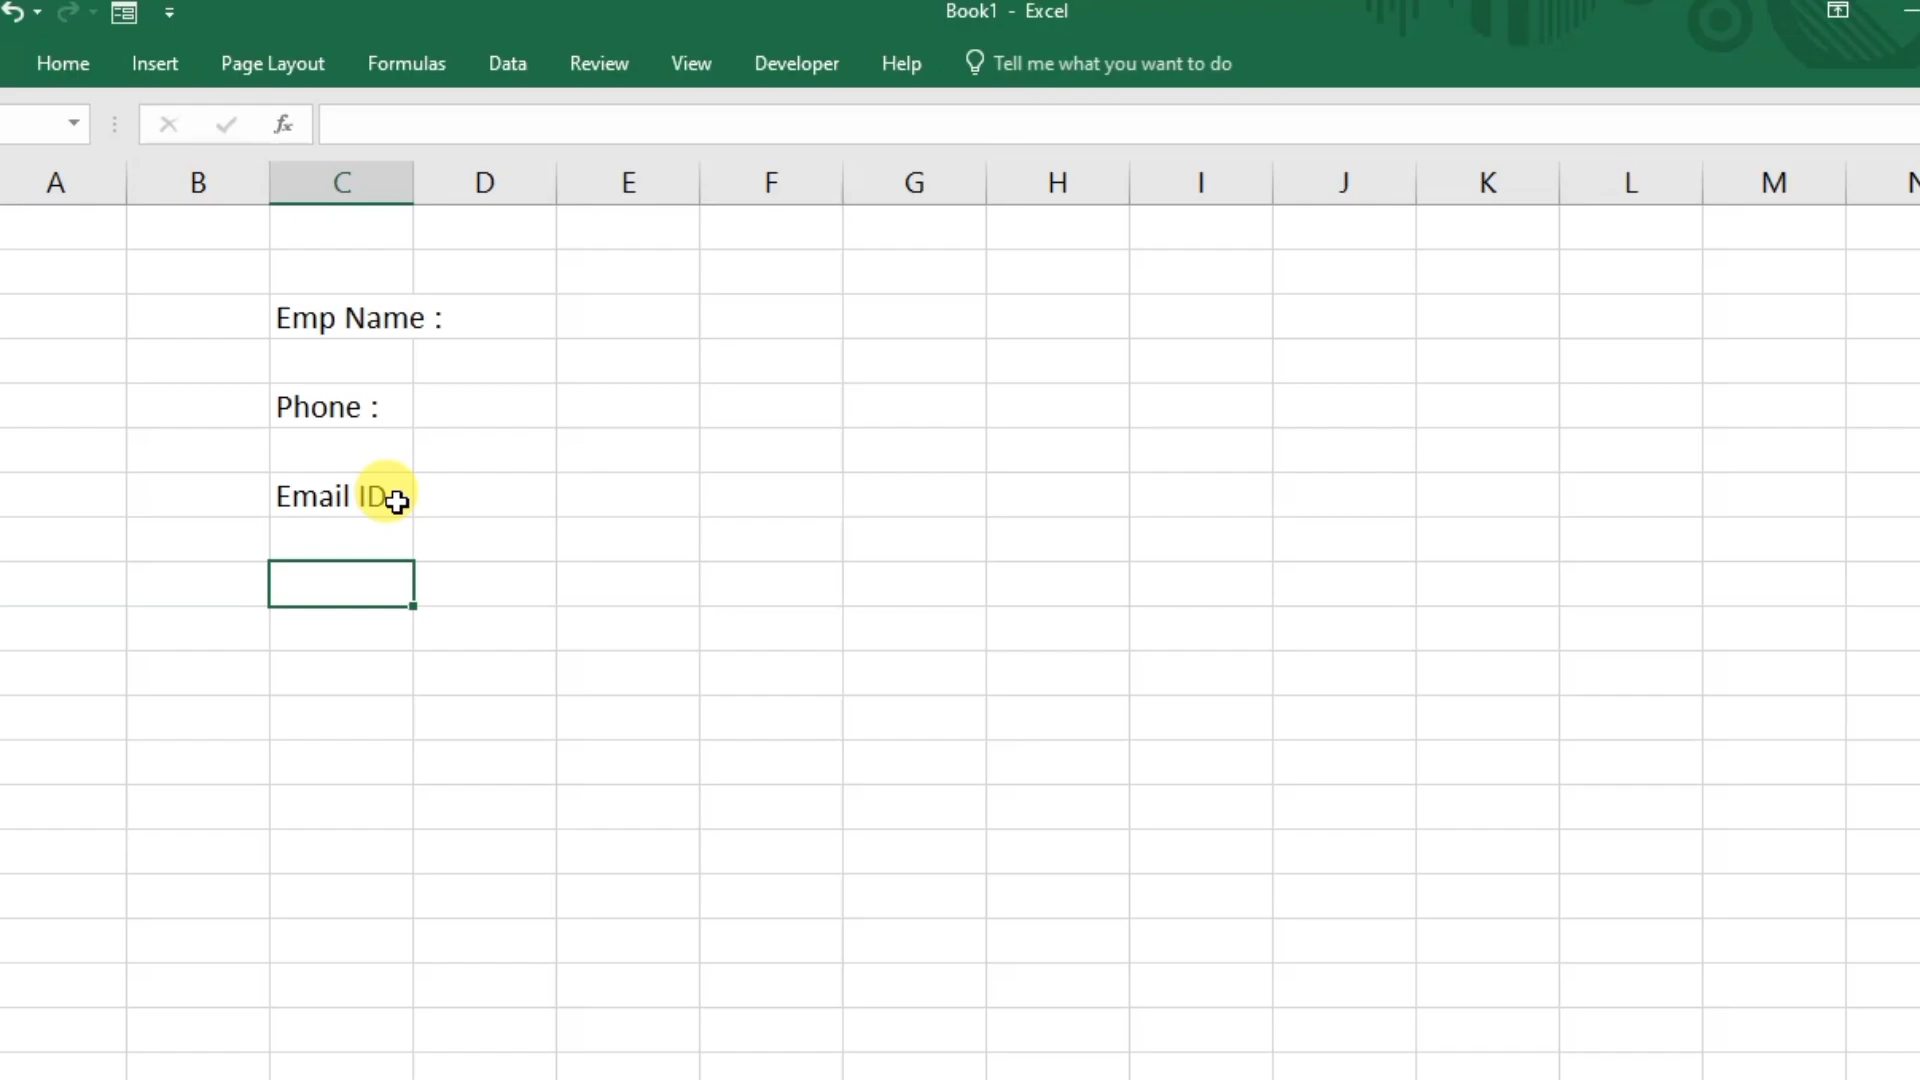 Book1 - Excel
Home Insert Page Layout Formulas Data Review View Developer Help Tell me what you want to do
fx
A B C D E F G H I J K L M
Emp Name :
Phone :
Email ID